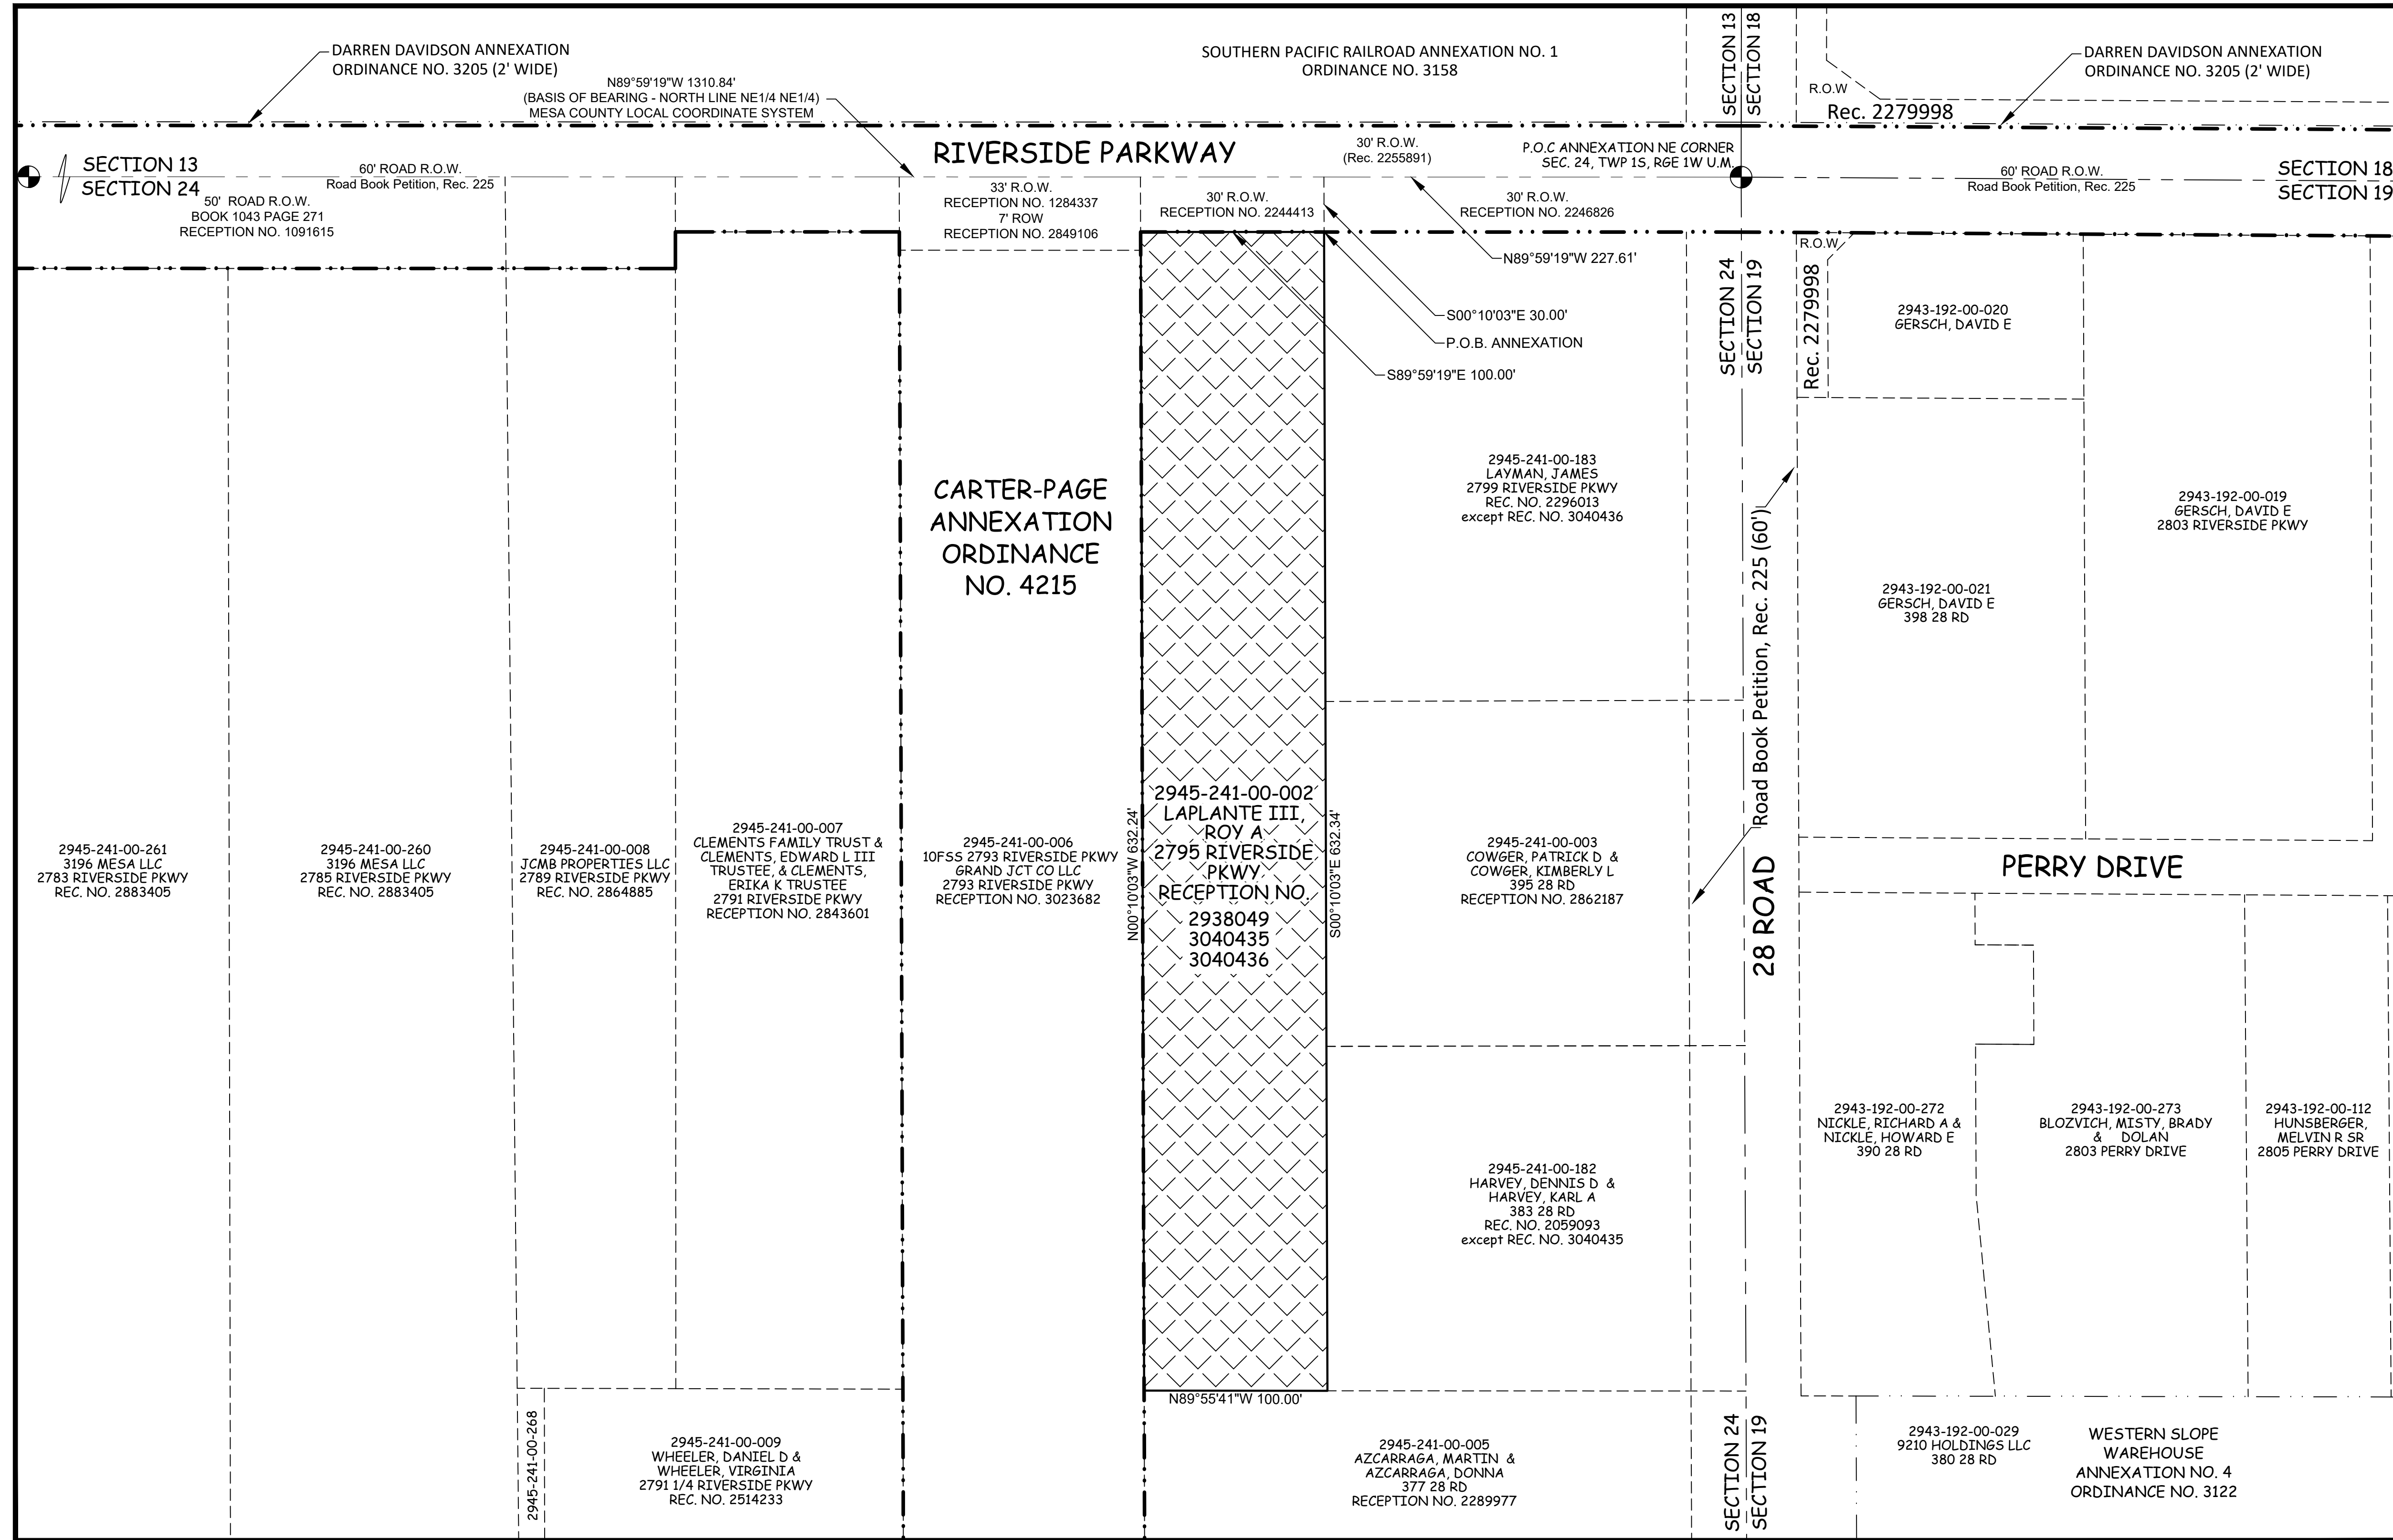 DARREN DAVIDSON ANNEXATION
ORDINANCE NO. 3205 (2' WIDE)
N89°59'19"W 1310.84'
(BASIS OF BEARING - NORTH LINE NE1/4 NE1/4)
MESA COUNTY LOCAL COORDINATE SYSTEM
SOUTHERN PACIFIC RAILROAD ANNEXATION NO. 1
ORDINANCE NO. 3158
SECTION 13
SECTION 18
DARREN DAVIDSON ANNEXATION
ORDINANCE NO. 3205 (2' WIDE)
R.O.W
Rec. 2279998
SECTION 13
SECTION 24
60' ROAD R.O.W.
Road Book Petition, Rec. 225
50' ROAD R.O.W.
BOOK 1043 PAGE 271
RECEPTION NO. 1091615
RIVERSIDE PARKWAY
30' R.O.W.
(Rec. 2255891)
P.O.C ANNEXATION NE CORNER
SEC. 24, TWP 1S, RGE 1W U.M.
60' ROAD R.O.W.
Road Book Petition, Rec. 225
SECTION 18
SECTION 19
33' R.O.W.
RECEPTION NO. 1284337
7' ROW
RECEPTION NO. 2849106
30' R.O.W.
RECEPTION NO. 2244413
30' R.O.W.
RECEPTION NO. 2246826
N89°59'19"W 227.61'
S00°10'03"E 30.00'
P.O.B. ANNEXATION
S89°59'19"E 100.00'
SECTION 24
SECTION 19
R.O.W
Rec. 2279998
2943-192-00-020
GERSCH, DAVID E
CARTER-PAGE
ANNEXATION
ORDINANCE
NO. 4215
2945-241-00-183
LAYMAN, JAMES
2799 RIVERSIDE PKWY
REC. NO. 2296013
except REC. NO. 3040436
2943-192-00-019
GERSCH, DAVID E
2803 RIVERSIDE PKWY
Road Book Petition, Rec. 225 (60')
2943-192-00-021
GERSCH, DAVID E
398 28 RD
2945-241-00-261
3196 MESA LLC
2783 RIVERSIDE PKWY
REC. NO. 2883405
2945-241-00-260
3196 MESA LLC
2785 RIVERSIDE PKWY
REC. NO. 2883405
2945-241-00-008
JCMB PROPERTIES LLC
2789 RIVERSIDE PKWY
REC. NO. 2864885
2945-241-00-007
CLEMENTS FAMILY TRUST &
CLEMENTS, EDWARD L III
TRUSTEE, & CLEMENTS,
ERIKA K TRUSTEE
2791 RIVERSIDE PKWY
RECEPTION NO. 2843601
2945-241-00-006
10FSS 2793 RIVERSIDE PKWY
GRAND JCT CO LLC
2793 RIVERSIDE PKWY
RECEPTION NO. 3023682
N00°10'03"W 632.24'
2945-241-00-002
LAPLANTE III,
ROY A
2795 RIVERSIDE
PKWY
RECEPTION NO.
2938049
3040435
3040436
S00°10'03"E 632.34'
2945-241-00-003
COWGER, PATRICK D &
COWGER, KIMBERLY L
395 28 RD
RECEPTION NO. 2862187
28 ROAD
PERRY DRIVE
2943-192-00-272
NICKLE, RICHARD A &
NICKLE, HOWARD E
390 28 RD
2943-192-00-273
BLOZVICH, MISTY, BRADY
& DOLAN
2803 PERRY DRIVE
2943-192-00-112
HUNSBERGER,
MELVIN R SR
2805 PERRY DRIVE
2945-241-00-182
HARVEY, DENNIS D &
HARVEY, KARL A
383 28 RD
REC. NO. 2059093
except REC. NO. 3040435
N89°55'41"W 100.00'
2945-241-00-268
2945-241-00-009
WHEELER, DANIEL D &
WHEELER, VIRGINIA
2791 1/4 RIVERSIDE PKWY
REC. NO. 2514233
2945-241-00-005
AZCARRAGA, MARTIN &
AZCARRAGA, DONNA
377 28 RD
RECEPTION NO. 2289977
SECTION 24
SECTION 19
2943-192-00-029
9210 HOLDINGS LLC
380 28 RD
WESTERN SLOPE
WAREHOUSE
ANNEXATION NO. 4
ORDINANCE NO. 3122